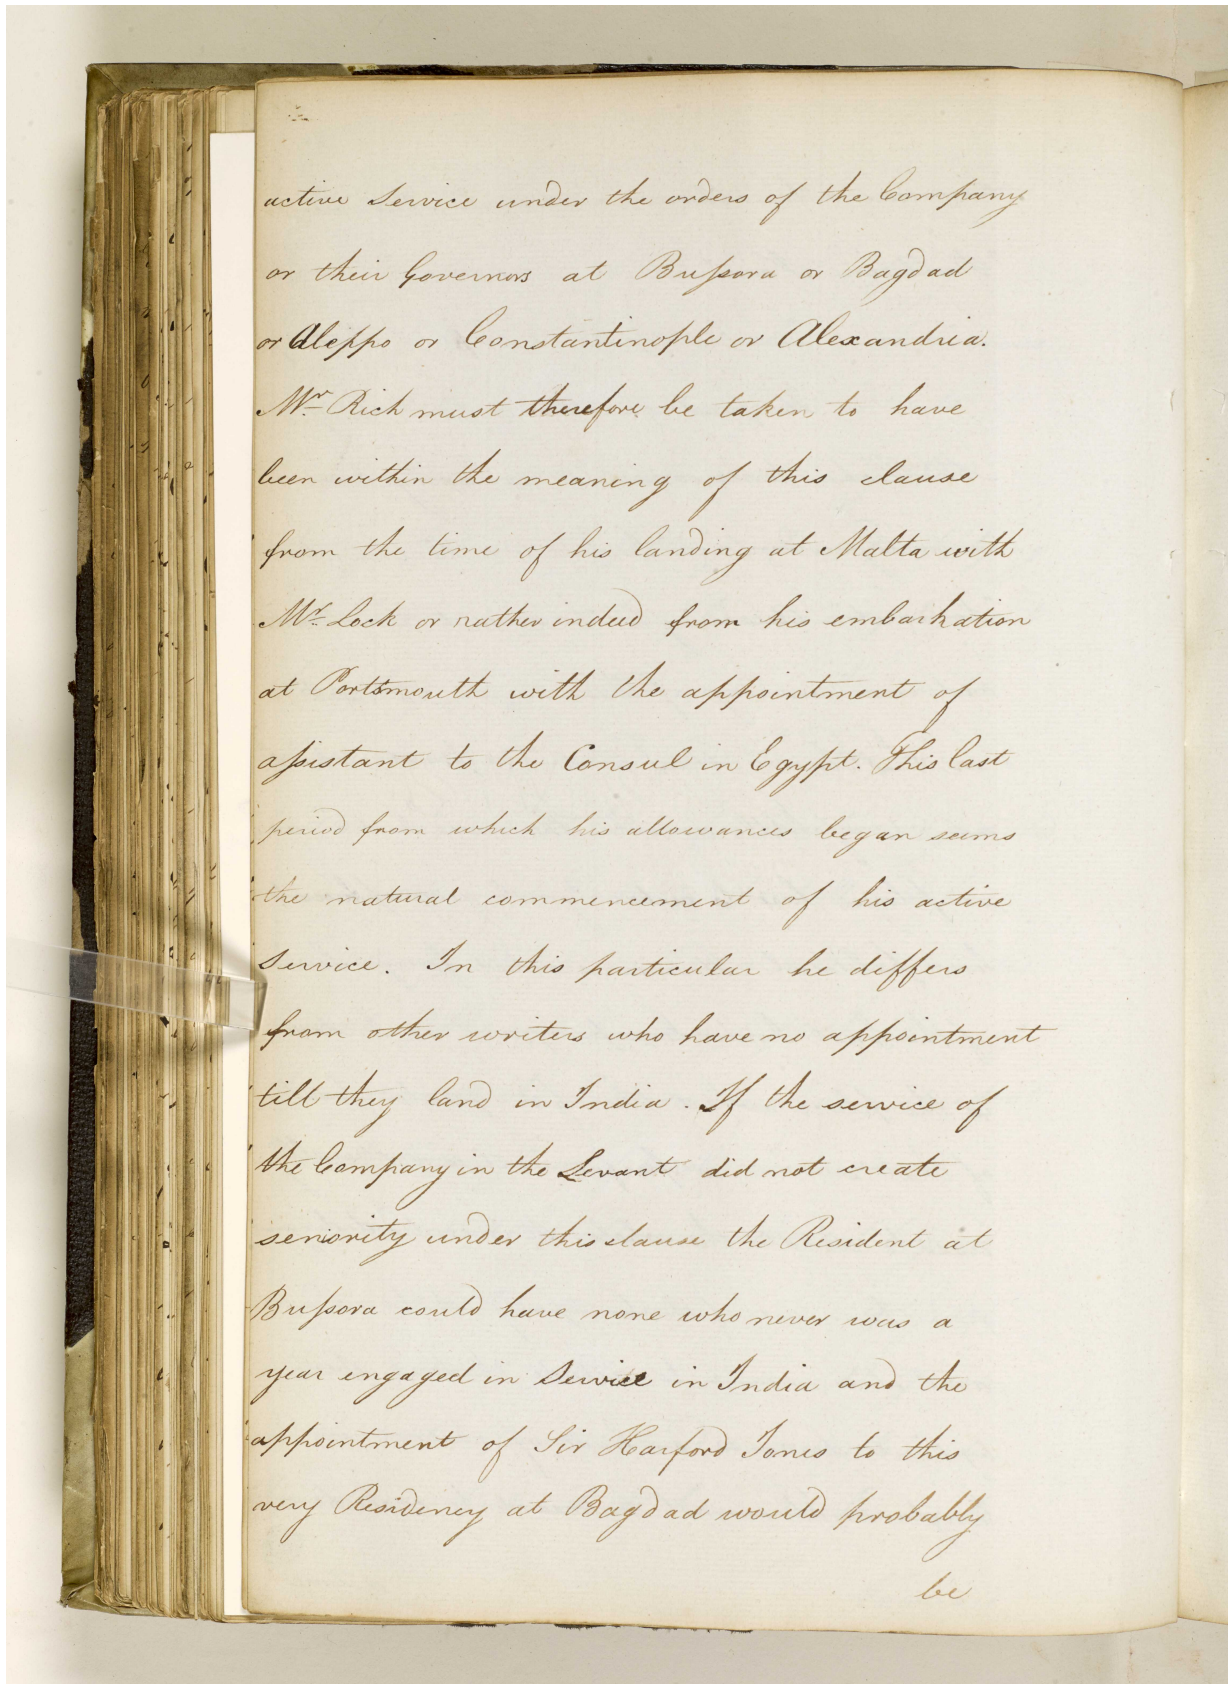 active Service under the orders of the Company
or their Governors at Bussora or Bagdad
or Aleppo or Constantinople or Alexandria.
Mr. Rich must therefore be taken to have
been within the meaning of this clause
from the time of his landing at Malta with
Mr. Lock or rather indeed from his embarkation
at Portsmouth with the appointment of
assistant to the Consul in Egypt. This last
period from which his allowances began seems
the natural commencement of his active
Service. In this particular he differs
from other writers who have no appointment
till they land in India. If the service of
the Company in the Levant did not create
seniority under this clause the Resident at
Bussora could have none who never was a
year engaged in Service in India and the
appointment of Sir Harford Jones to this
very Residency at Bagdad would probably
be